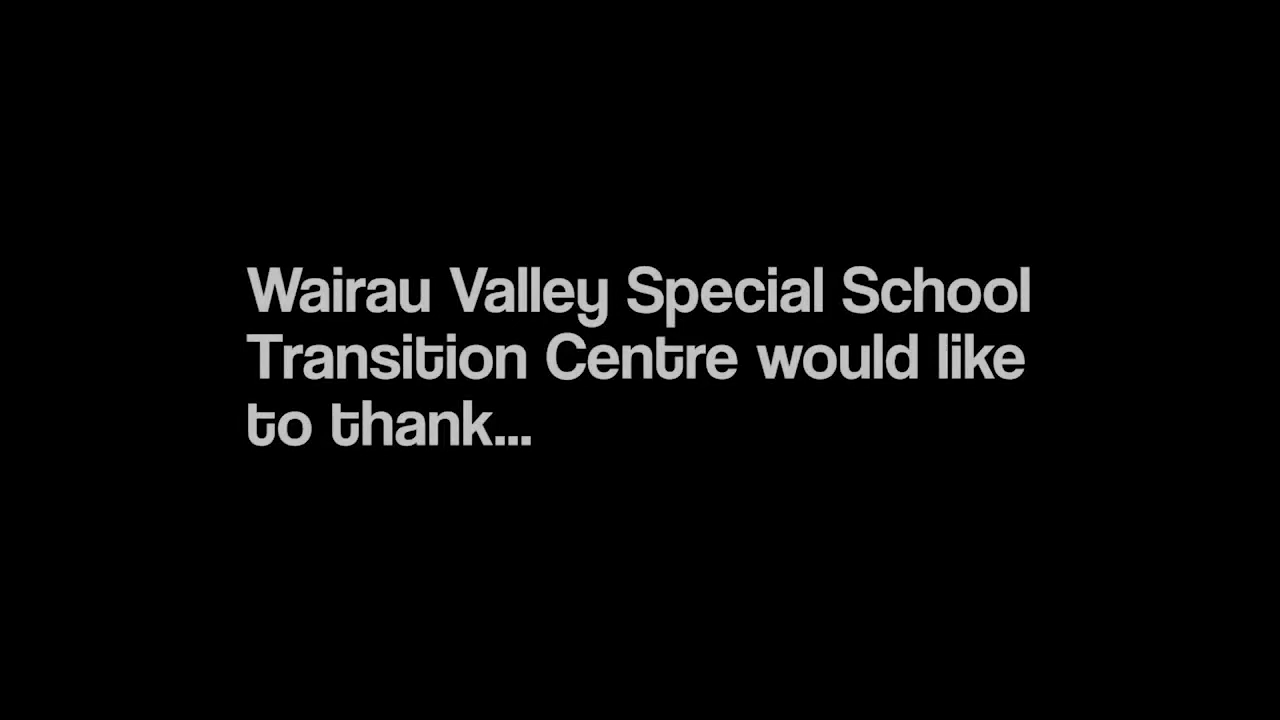 Wairau Valley Special School
Transition Centre would like
to thank...